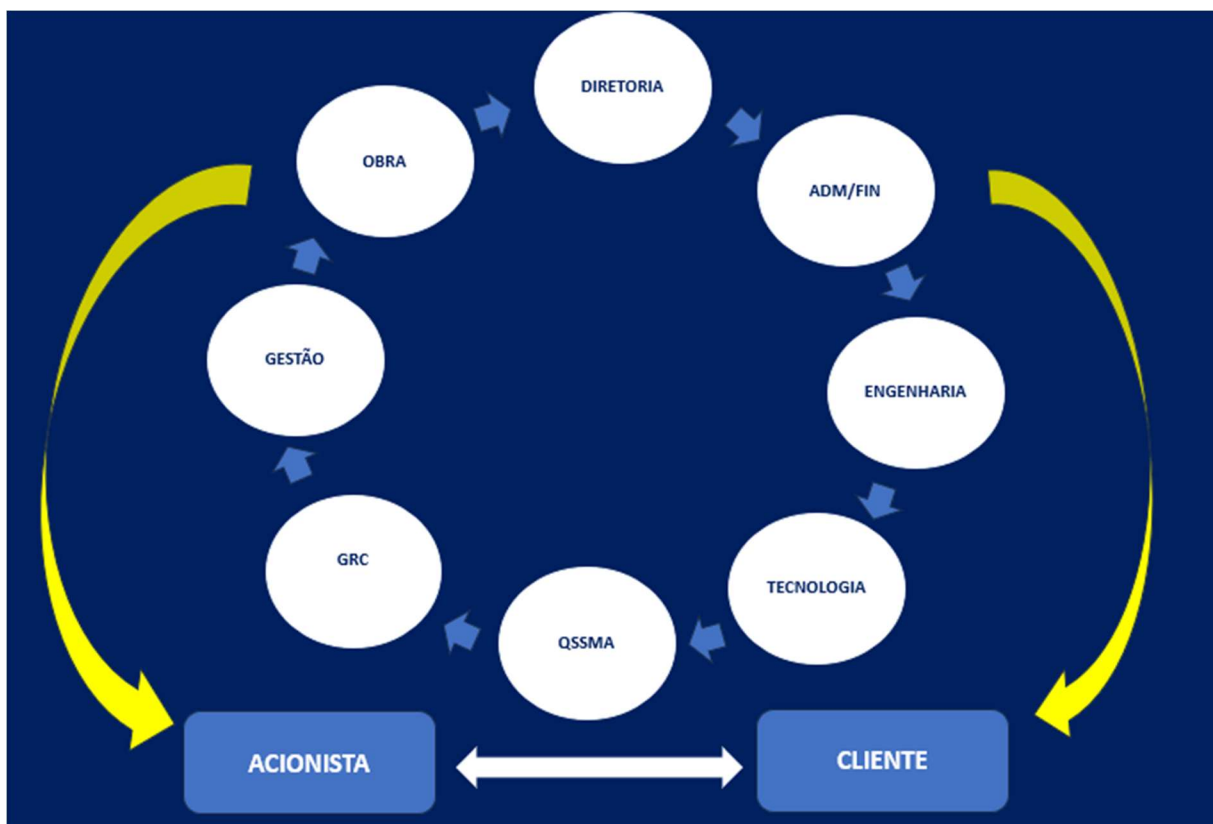 DIRETORIA
OBRA
ADM/FIN
GESTÃO
ENGENHARIA
GRC
TECNOLOGIA
QSSMA
ACIONISTA
CLIENTE